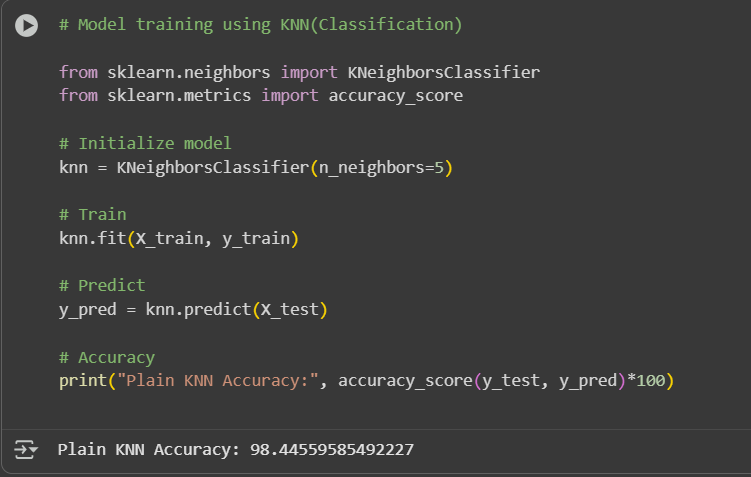 # Model training using KNN(Classification)
from sklearn.neighbors import KNeighborsClassifier
from sklearn.metrics import accuracy_score
# Initialize model
knn = KNeighborsClassifier(n_neighbors=5)
# Train
knn.fit(X_train, y_train)
# Predict
y_pred = knn.predict(X_test)
# Accuracy
print("Plain KNN Accuracy:", accuracy_score(y_test, y_pred)*100)
Plain KNN Accuracy: 98.44559585492227